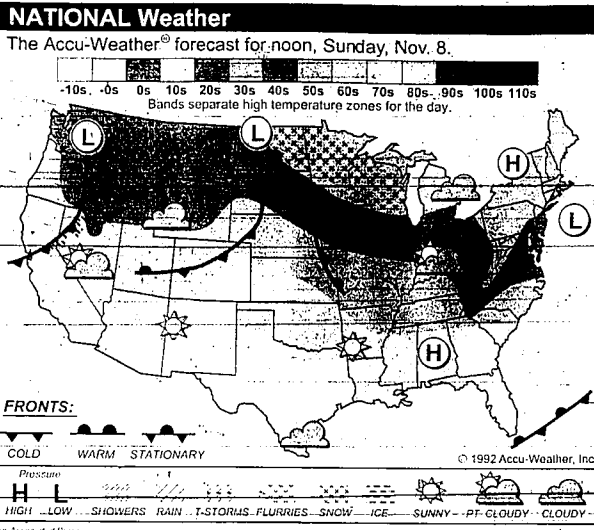 NATIONAL Weather
The Accu-Weather® forecast for noon, Sunday, Nov. 8.
-10s -0s 0s 10s 20s 30s 40s 50s 60s 70s 80s 90s 100s 110s
Bands separate high temperature zones for the day.
L
L
H
L
H
FRONTS:
COLD WARM STATIONARY
© 1992 Accu-Weather, Inc
Pressure
H L
HIGH LOW SHOWERS RAIN T-STORMS FLURRIES SNOW ICE SUNNY PT. CLOUDY CLOUDY